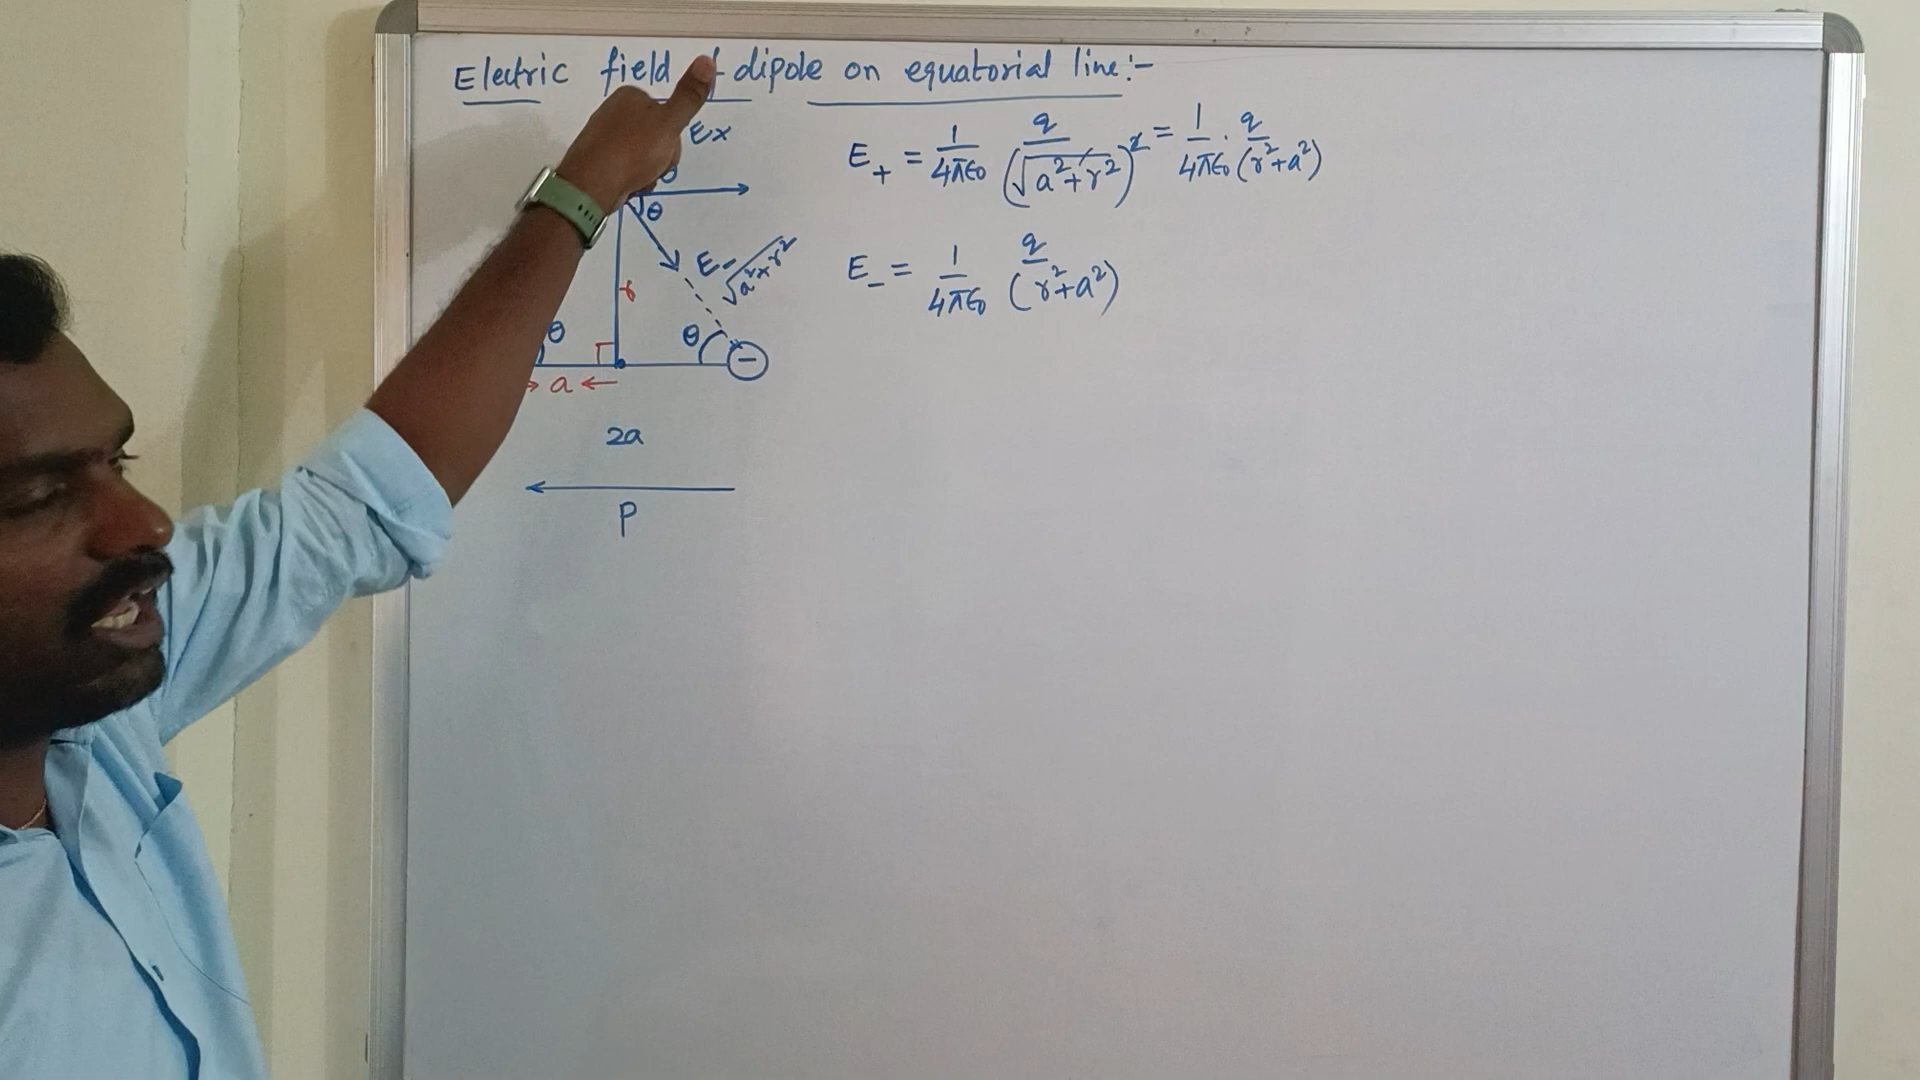 Electric field of dipole on equatorial line:-
Ex
E+ = 1/4πϵ0 q/(√a²+r²)² = 1/4πϵ0 . q/(r²+a²)
θ
E-
√a²+r²
r
E- = 1/4πϵ0 q/(r²+a²)
θ θ −
a
2a
P